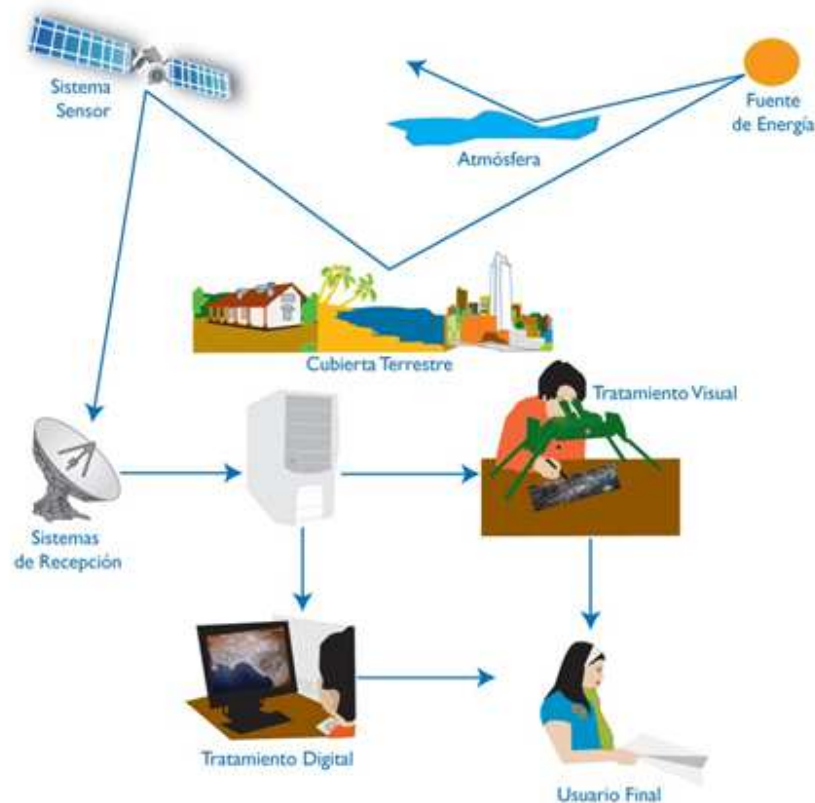 Sistema
Sensor
Fuente
de Energía
Atmósfera
Cubierta Terrestre
Tratamiento Visual
Sistemas
de Recepción
Tratamiento Digital
Usuario Final